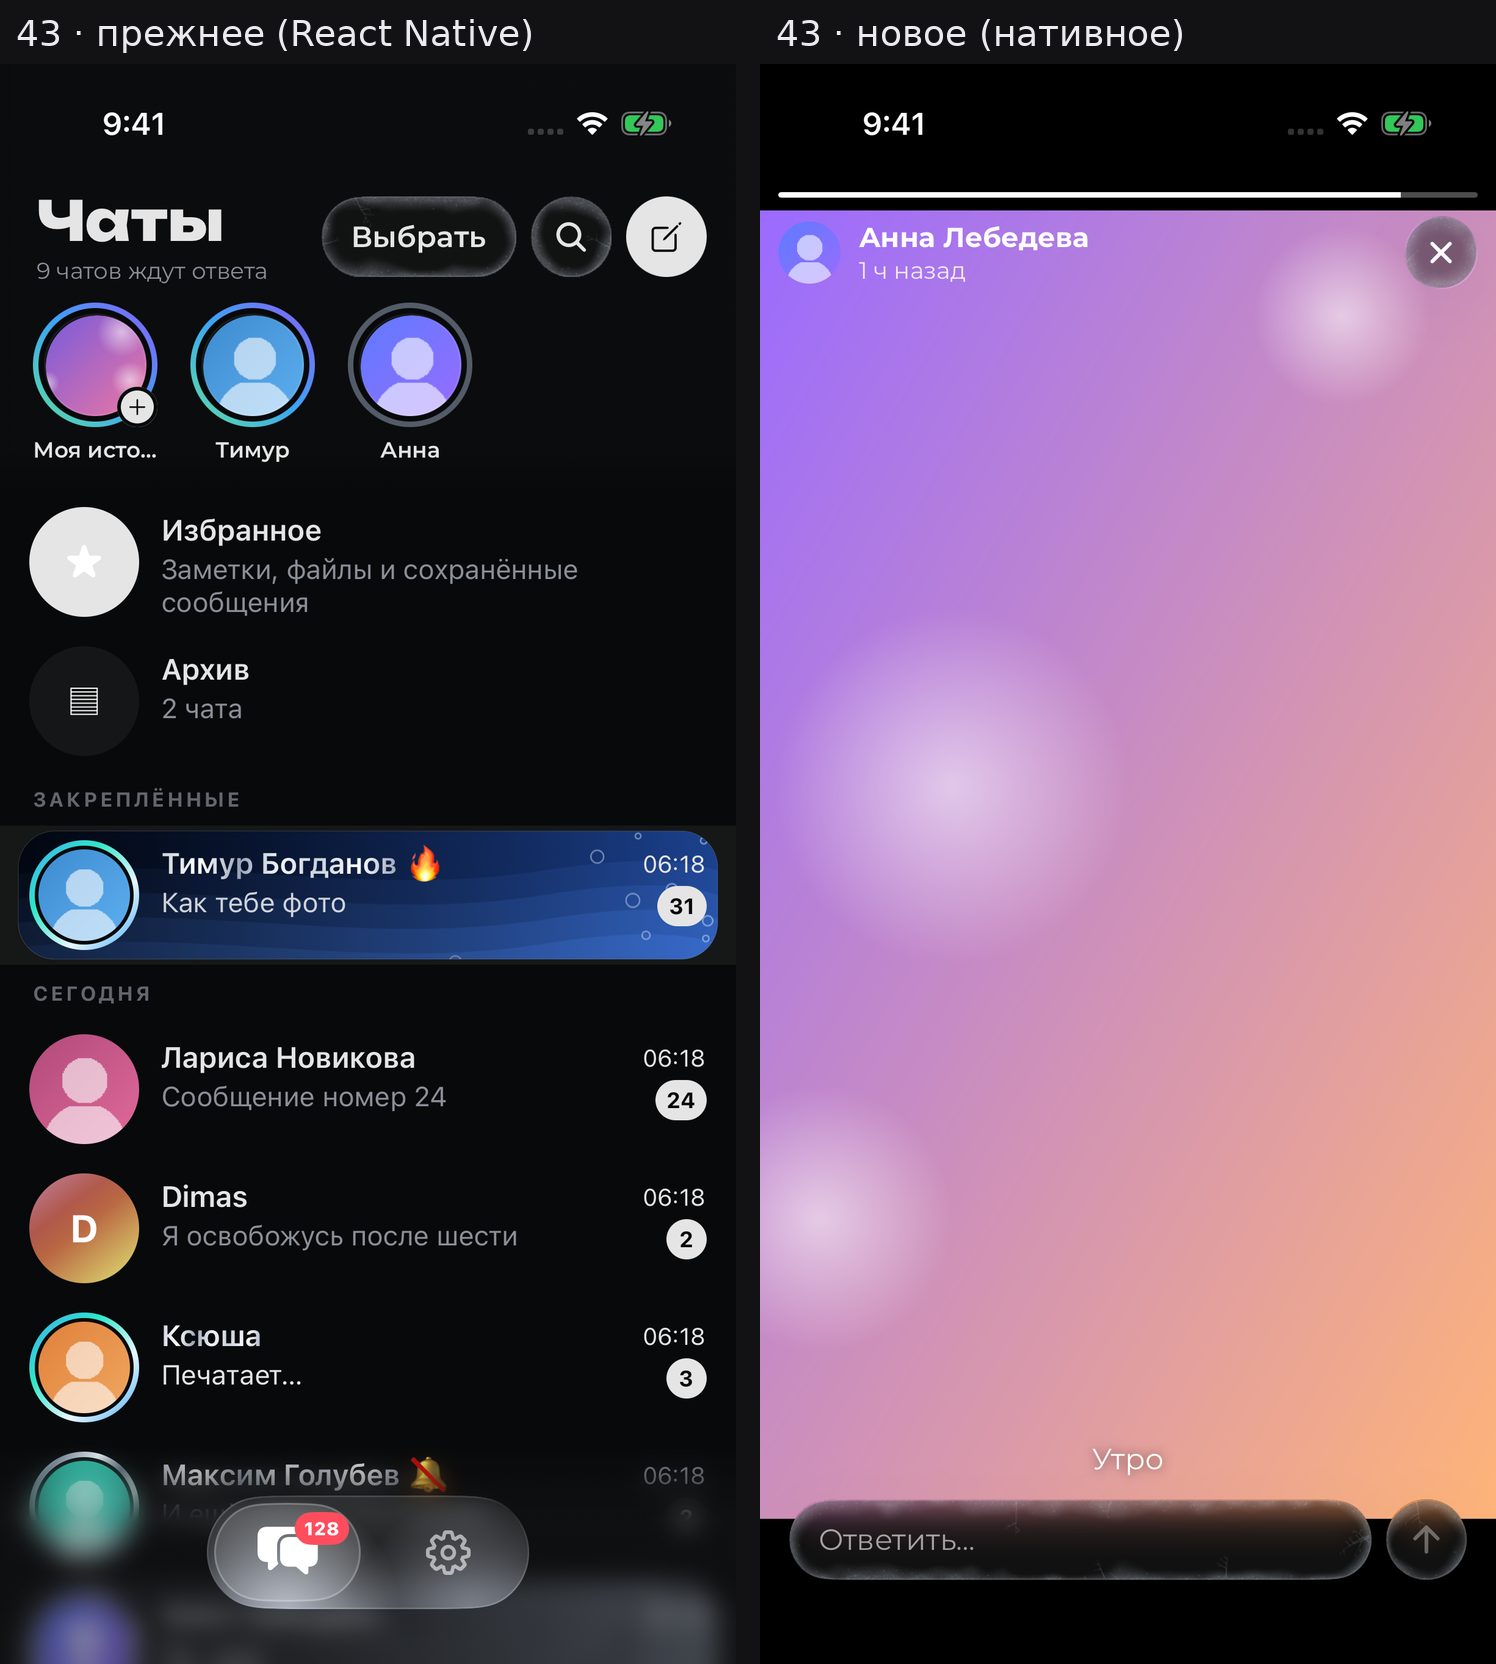 43 · прежнее (React Native)
9:41
Чаты
Выбрать
9 чатов ждут ответа
Моя исто...
Тимур
Анна
Избранное
Заметки, файлы и сохранённые
сообщения
Архив
2 чата
ЗАКРЕПЛЁННЫЕ
Тимур Богданов
06:18
Как тебе фото
31
СЕГОДНЯ
Лариса Новикова
06:18
Сообщение номер 24
24
Dimas
06:18
D
Я освобожусь после шести
2
Ксюша
06:18
Печатает...
3
Максим Голубев
06:18
128
43 · новое (нативное)
9:41
Анна Лебедева
1 ч назад
Утро
Ответить...